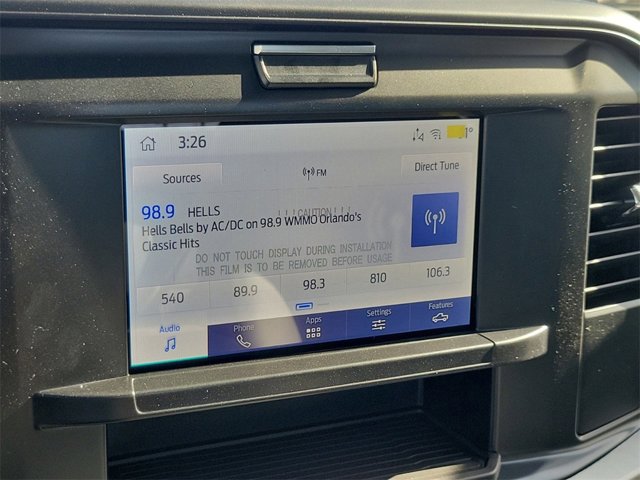 3:26
Sources
FM
Direct Tune
98.9 HELLS
!!!CAUTION!!!
Hells Bells by AC/DC on 98.9 WMMO Orlando's
Classic Hits
DO NOT TOUCH DISPLAY DURING INSTALLATION
THIS FILM IS TO BE REMOVED BEFORE USAGE
540 89.9 98.3 810 106.3
Audio Phone Apps Settings Features